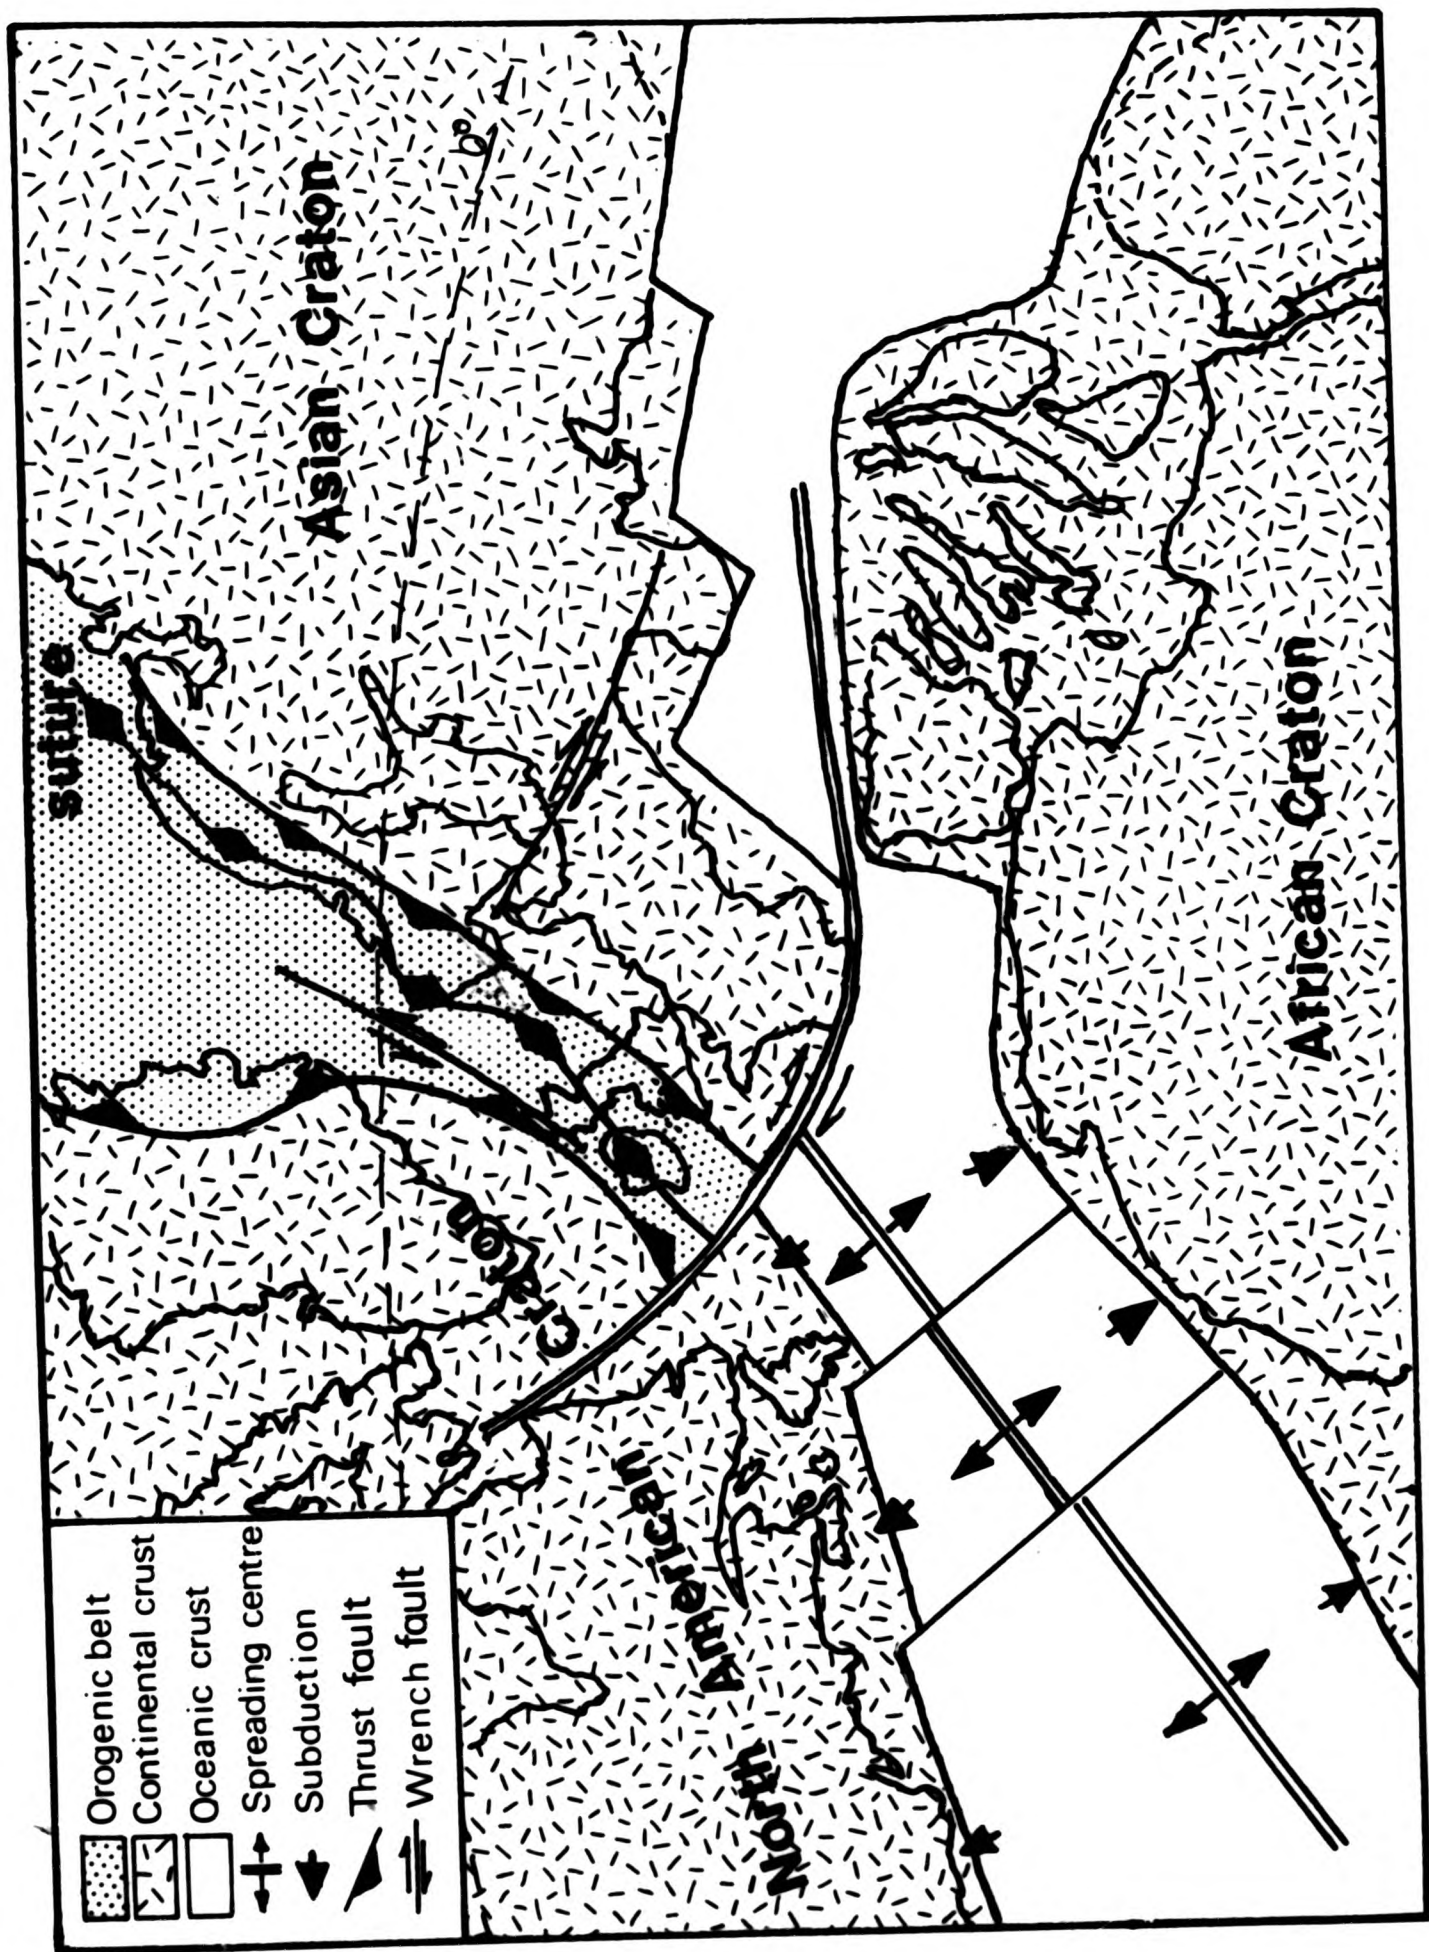 suture
Asian Craton
North American Craton
African Craton
Orogenic belt
Continental crust
Oceanic crust
Spreading centre
Subduction
Thrust fault
Wrench fault